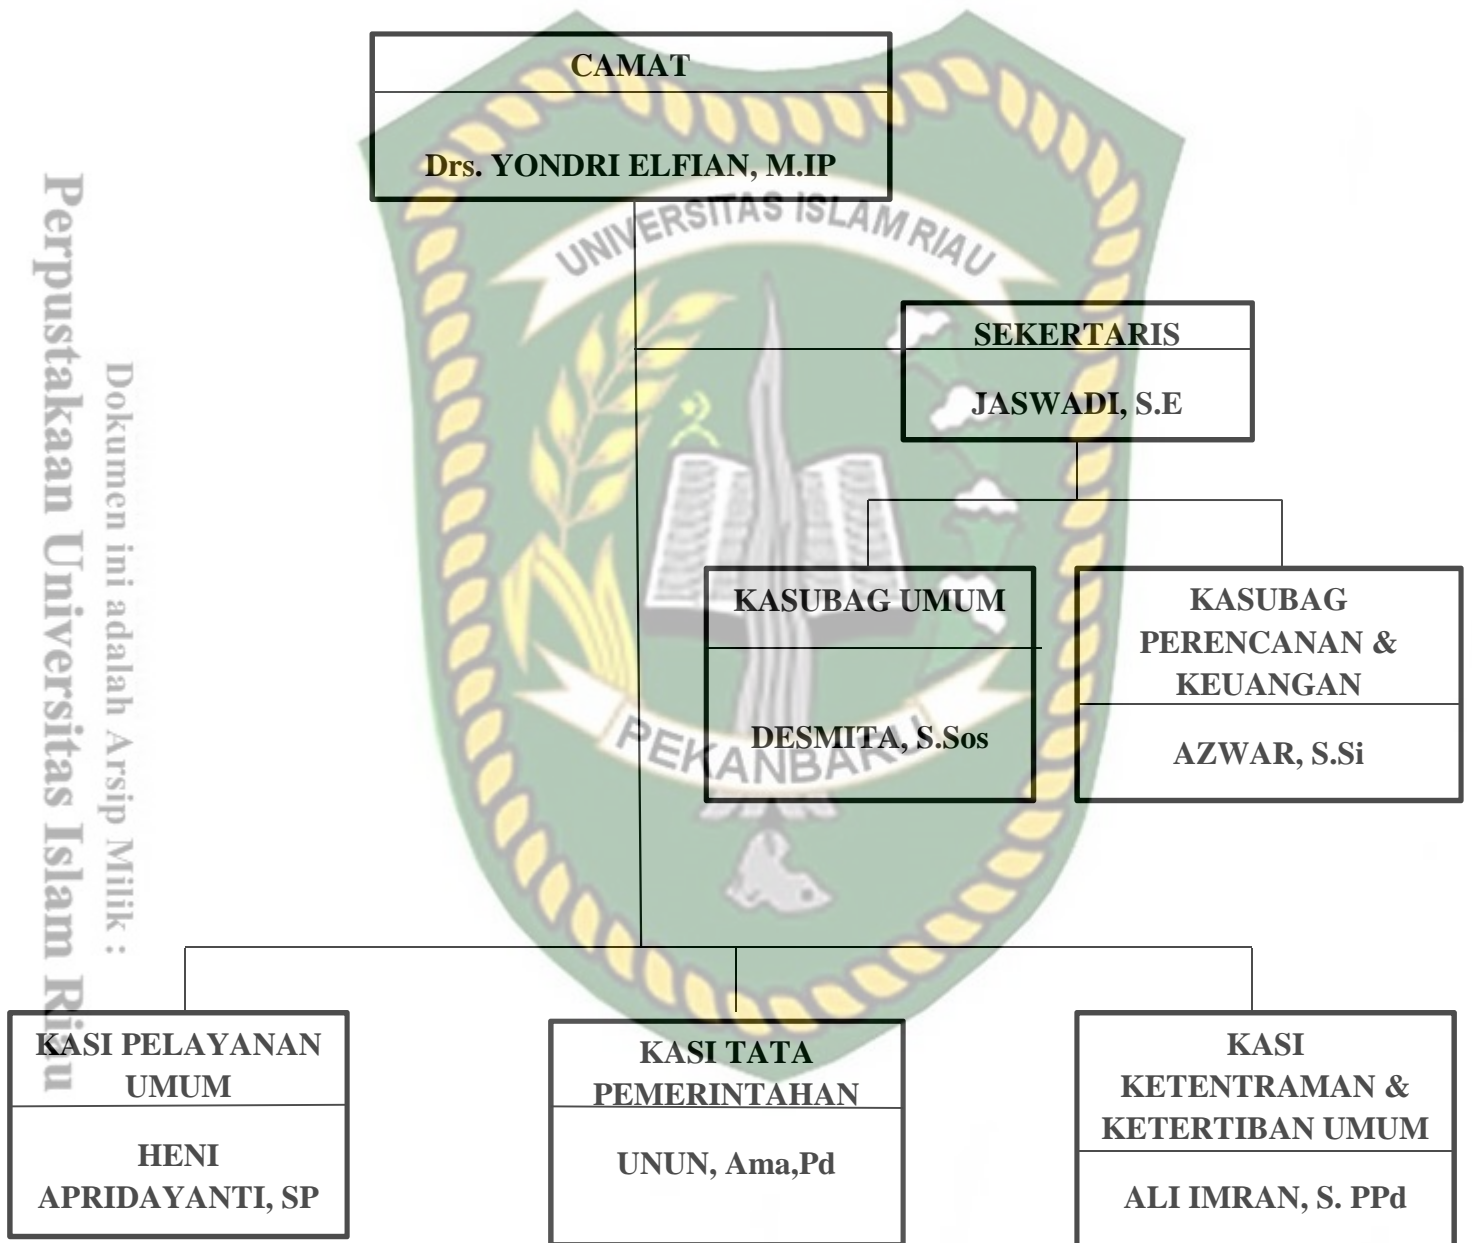 CAMAT
Drs. YONDRI ELFIAN, M.IP
UNIVERSITAS ISLAM RIAU
SEKERTARIS
JASWADI, S.E
KASUBAG UMUM
DESMITA, S.Sos
KASUBAG
PERENCANAN &
KEUANGAN
AZWAR, S.Si
PEKANBARU
KASI PELAYANAN
UMUM
HENI
APRIDAYANTI, SP
KASI TATA
PEMERINTAHAN
UNUN, Ama,Pd
KASI
KETENTRAMAN &
KETERTIBAN UMUM
ALI IMRAN, S. PPd
Dokumen ini adalah Arsip Milik :
Perpustakaan Universitas Islam Riau